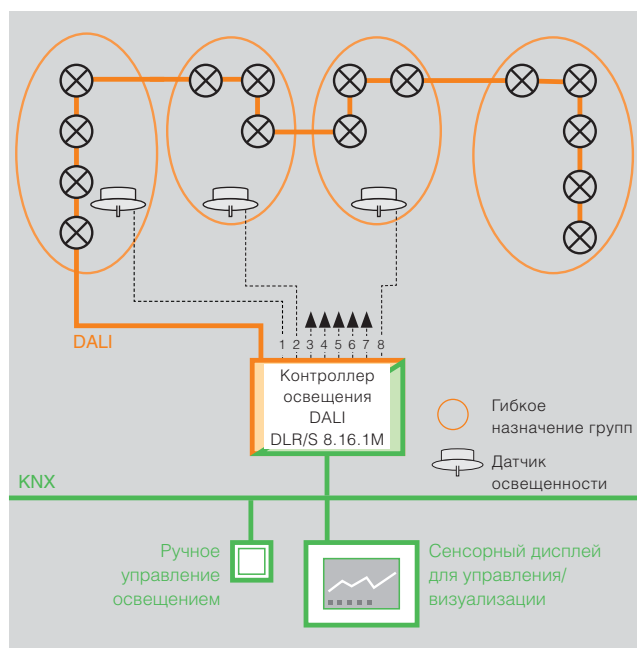 DALI
1 2 3 4 5 6 7 8
Контроллер
освещения
DALI
DLR/S 8.16.1M
Гибкое
назначение групп
Датчик
освещенности
KNX
Ручное
управление
освещением
Сенсорный дисплей
для управления/
визуализации